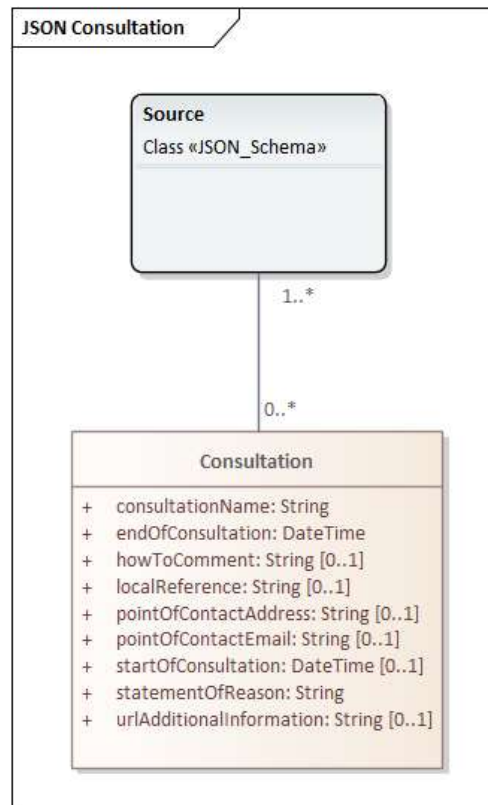 JSON Consultation
Source
Class «JSON_Schema»
1..*
0..*
Consultation
+ consultationName: String
+ endOfConsultation: DateTime
+ howToComment: String [0..1]
+ localReference: String [0..1]
+ pointOfContactAddress: String [0..1]
+ pointOfContactEmail: String [0..1]
+ startOfConsultation: DateTime [0..1]
+ statementOfReason: String
+ urlAdditionalInformation: String [0..1]